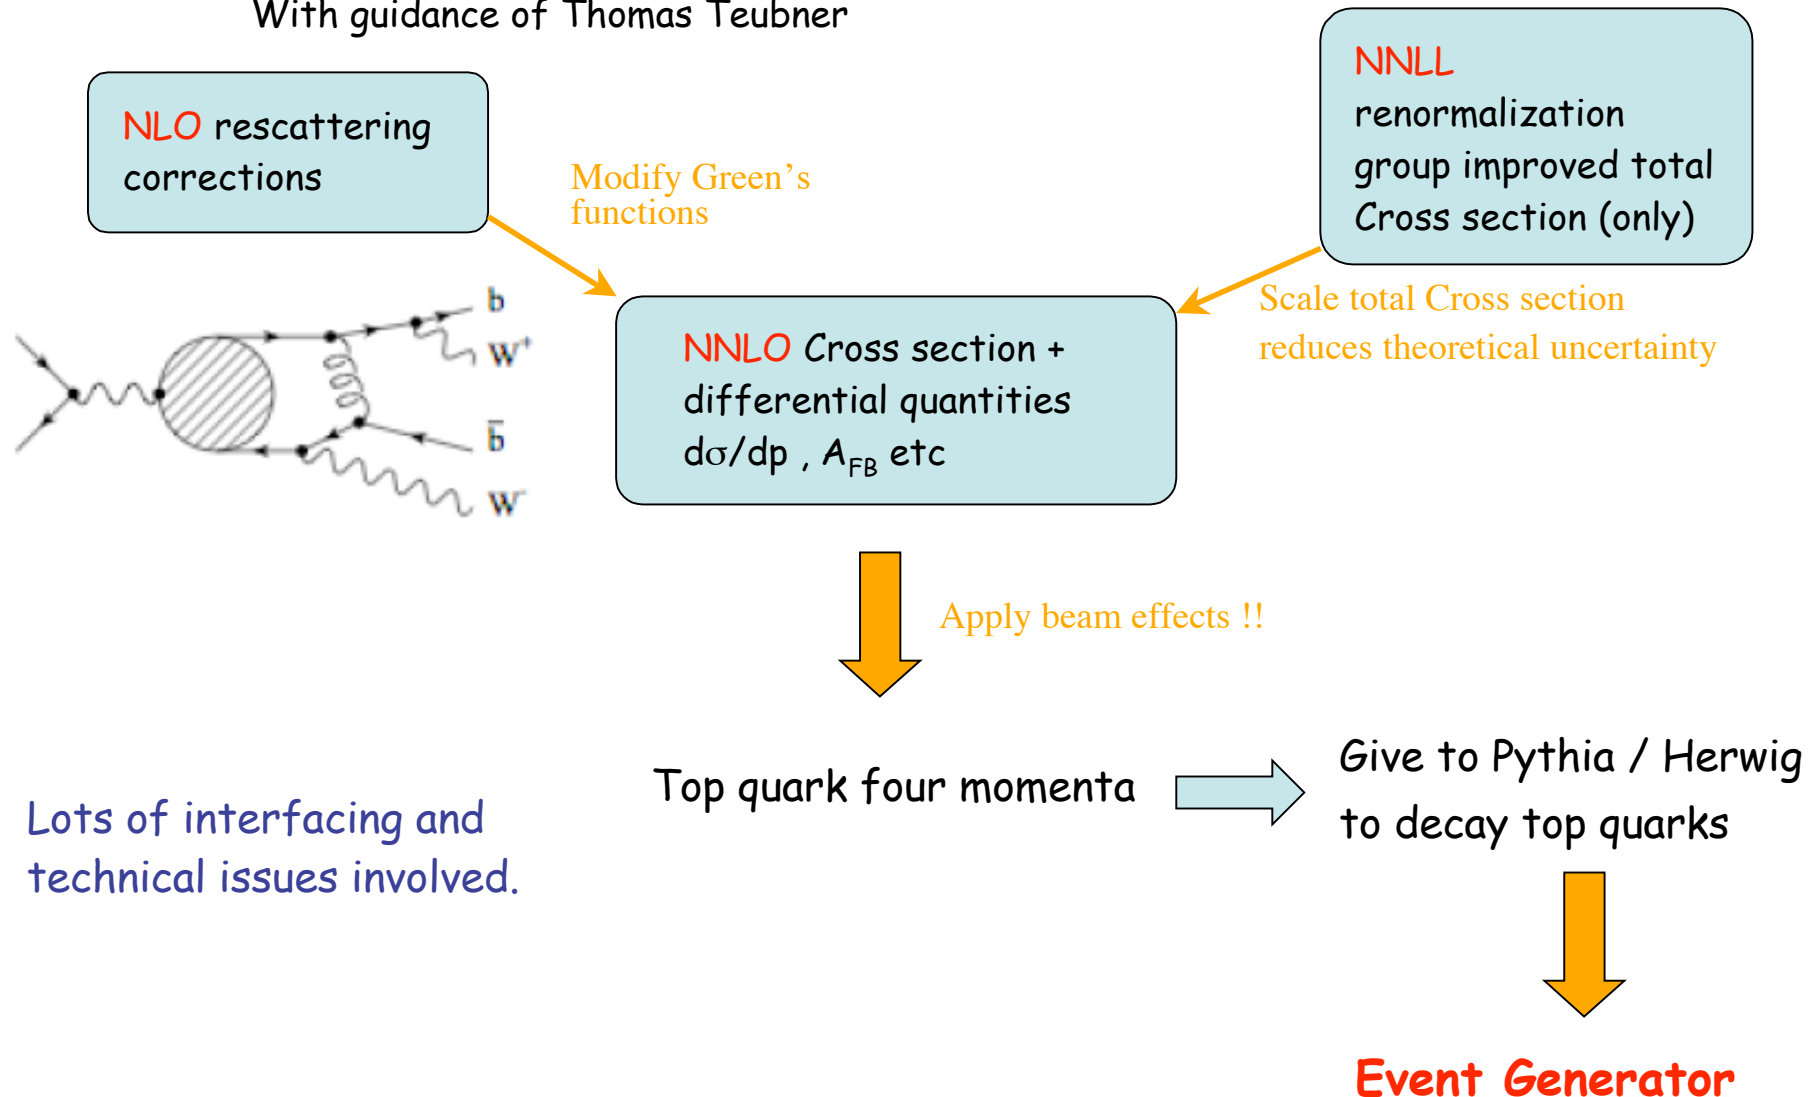 With guidance of Thomas Teubner
NLO rescattering
corrections
Modify Green's
functions
NNLL
renormalization
group improved total
Cross section (only)
Scale total Cross section
reduces theoretical uncertainty
b
W⁺
b̅
W⁻
NNLO Cross section +
differential quantities
dσ/dp , A_FB etc
Apply beam effects !!
Top quark four momenta
Give to Pythia / Herwig
to decay top quarks
Lots of interfacing and
technical issues involved.
Event Generator